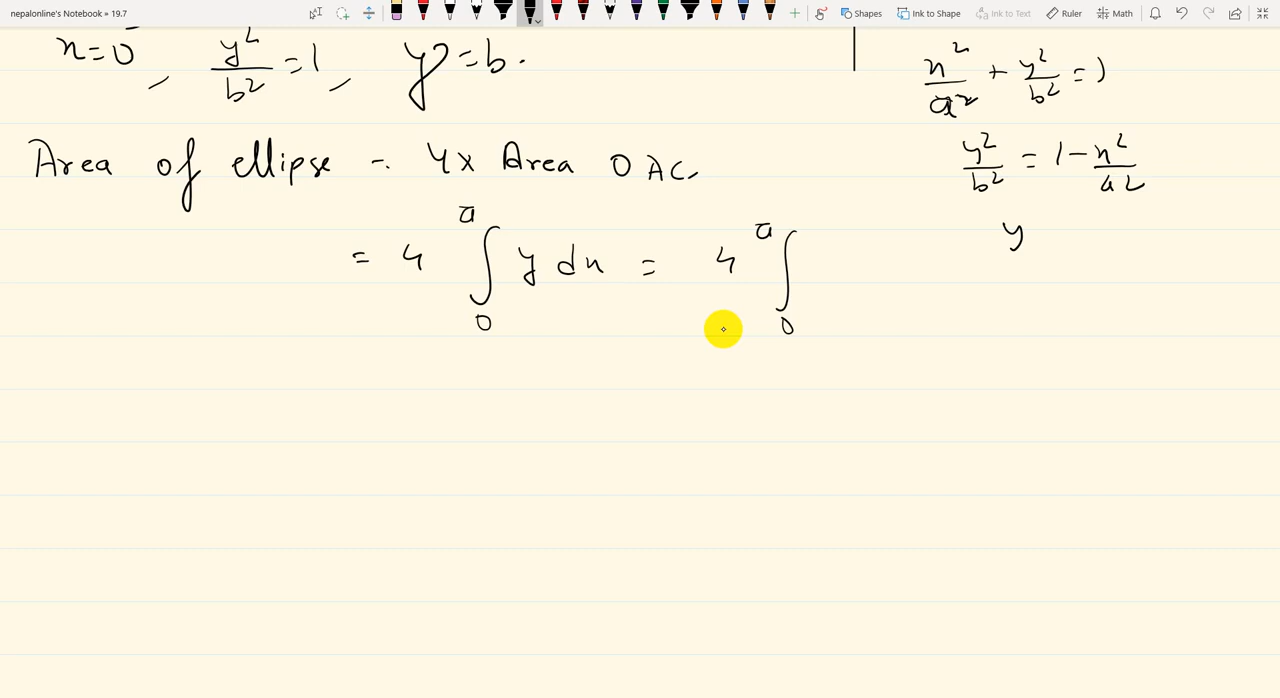 nepalonline's Notebook » 19.7
Shapes Ink to Shape Ink to Text Ruler Math
x=0, y²/b² = 1, y = b.
x²/a² + y²/b² = 1
Area of ellipse = 4x Area OAC.
y²/b² = 1 - x²/a²
= 4 ∫₀ᵃ y dx = 4 ∫₀ᵃ
y